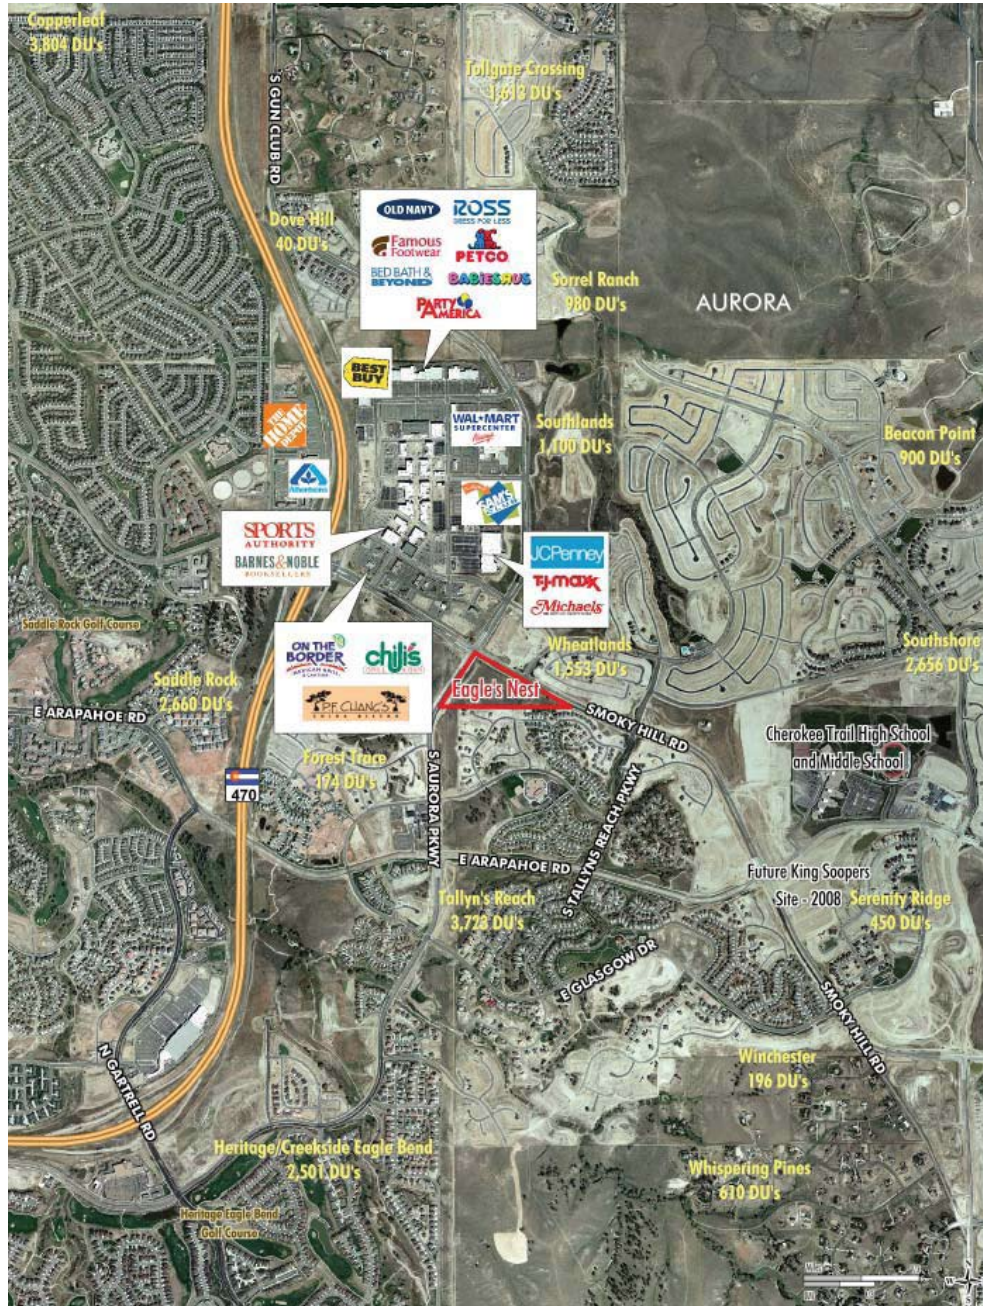 Copperleaf
3,804 DU's
Tollgate Crossing
1,613 DU's
S GUN CLUB RD
OLD NAVY
ROSS
DRESS FOR LESS
Famous
Footwear
PETCO
BED BATH &
BEYOND
BABIESRUS
PARTY
AMERICA
Dove Hill
40 DU's
Sorrel Ranch
980 DU's
AURORA
BEST
BUY
THE
HOME
DEPOT
WAL★MART
SUPERCENTER
Southlands
1,100 DU's
Beacon Point
900 DU's
Albertsons
SAM'S
SPORTS
AUTHORITY
BARNES&NOBLE
BOOKSELLERS
JCPenney
T•J•maxx
Michaels
Saddle Rock Golf Course
ON THE
BORDER
MEXICAN GRILL
& CANTINA
chili's
P.F. CHANG'S
CHINA BISTRO
Wheatlands
1,553 DU's
Southshore
2,656 DU's
Saddle Rock
2,660 DU's
Eagle's Nest
E ARAPAHOE RD
SMOKY HILL RD
Cherokee Trail High School
and Middle School
Forest Trace
174 DU's
470
S AURORA PKWY
S TALLYNS REACH PKWY
E ARAPAHOE RD
Future King Soopers
Site - 2008
Serenity Ridge
450 DU's
Tallyn's Reach
3,723 DU's
E GLASGOW DR
SMOKY HILL RD
N GARTRELL RD
Winchester
196 DU's
Heritage/Creekside Eagle Bend
2,501 DU's
Whispering Pines
610 DU's
Heritage Eagle Bend
Golf Course
N
W
E
S